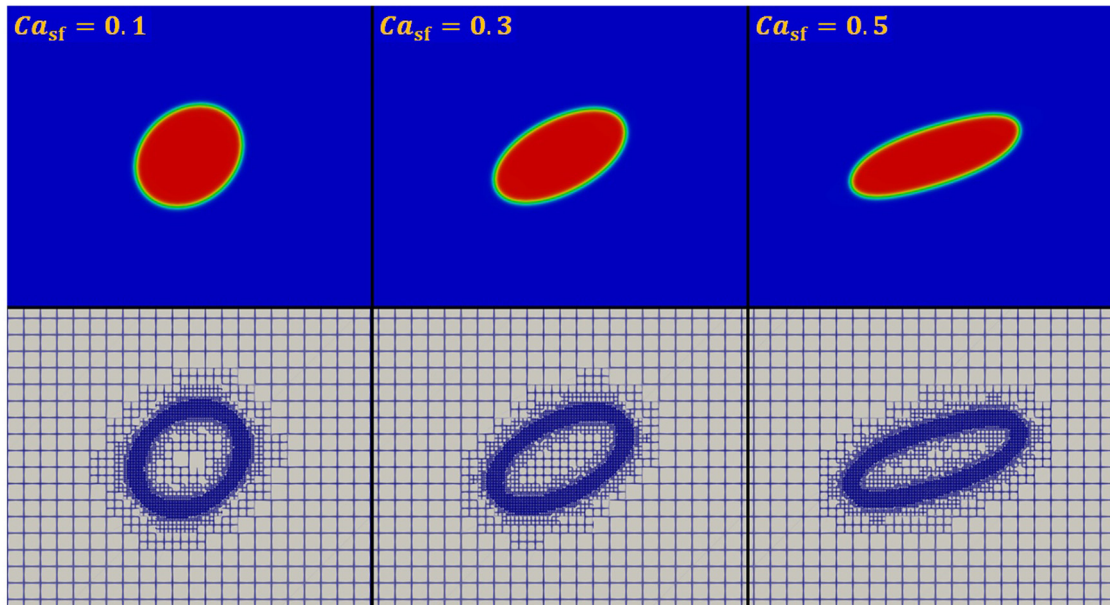 Ca_sf = 0.1
Ca_sf = 0.3
Ca_sf = 0.5